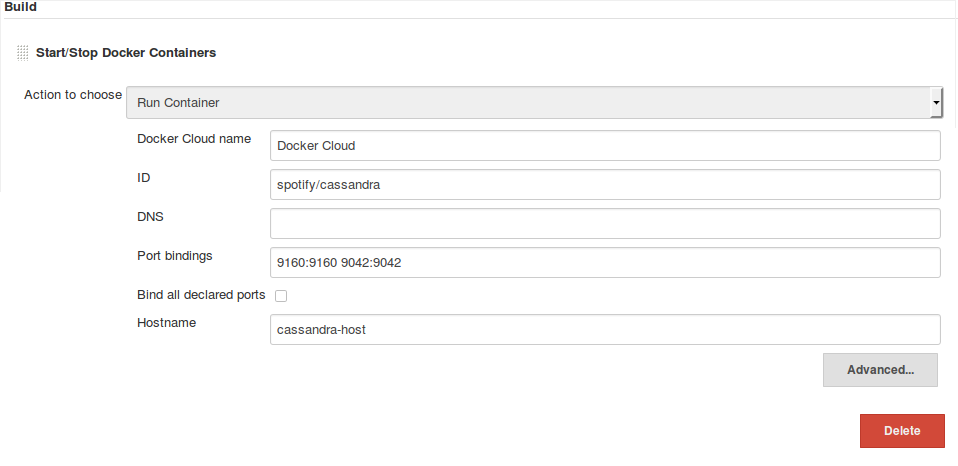 Build
Start/Stop Docker Containers
Action to choose Run Container
Docker Cloud name Docker Cloud
ID spotify/cassandra
DNS
Port bindings 9160:9160 9042:9042
Bind all declared ports
Hostname cassandra-host
Advanced...
Delete